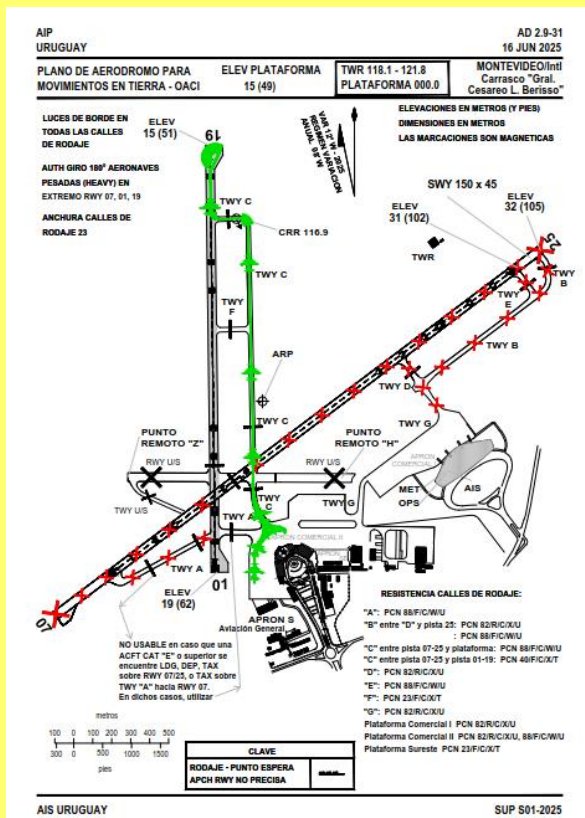 AIP
URUGUAY
AD 2.9-31
16 JUN 2025
PLANO DE AERODROMO PARA
MOVIMIENTOS EN TIERRA - OACI
ELEV PLATAFORMA
15 (49)
TWR 118.1 - 121.8
PLATAFORMA 000.0
MONTEVIDEO/Intl
Carrasco "Gral.
Cesareo L. Berisso"
LUCES DE BORDE EN
TODAS LAS CALLES
DE RODAJE
AUTH GIRO 180° AERONAVES
PESADAS (HEAVY) EN
EXTREMO RWY 07, 01, 19
ANCHURA CALLES DE
RODAJE 23
ELEV
15 (51)
19
VAR 12° W - 2025
REGIMEN VARIACION
ANUAL 08'W
ELEVACIONES EN METROS (Y PIES)
DIMENSIONES EN METROS
LAS MARCACIONES SON MAGNETICAS
SWY 150 x 45
ELEV
31 (102)
ELEV
32 (105)
25
TWR
TWY C
CRR 116.9
TWY C
TWY
F
TWY
B
TWY
E
TWY B
ARP
TWY D
TWY C
TWY G
PUNTO
REMOTO "Z"
RWY U/S
PUNTO
REMOTO "H"
RWY U/S
APRON
COMERCIAL I
MET
OPS
AIS
TWY U/S
TWY
C
TWY G
TWY A
APRON COMERCIAL II
TWY A
01
ELEV
19 (62)
07
APRON S
Aviación General
NO USABLE en caso que una
ACFT CAT "E" o superior se
encuentre LDG, DEP, TAX
sobre RWY 07/25, o TAX sobre
TWY "A" hacia RWY 07.
En dichos casos, utilizar
RESISTENCIA CALLES DE RODAJE:
"A": PCN 88/F/C/W/U
"B" entre "D" y pista 25: PCN 82/R/C/X/U
: PCN 88/F/C/W/U
"C" entre pista 07-25 y plataforma: PCN 88/F/C/W/U
"C" entre pista 07-25 y pista 01-19: PCN 40/F/C/X/T
"D": PCN 82/R/C/X/U
"E": PCN 88/F/C/W/U
"F": PCN 23/F/C/X/T
"G": PCN 82/R/C/X/U
Plataforma Comercial I PCN 82/R/C/X/U
Plataforma Comercial II PCN 82/R/C/X/U, 88/F/C/W/U
Plataforma Sureste PCN 23/F/C/X/T
metros
100 0 100 200 300 400 500
300 0 500 1000 1500
pies
CLAVE
RODAJE - PUNTO ESPERA
APCH RWY NO PRECISA
AIS URUGUAY
SUP S01-2025